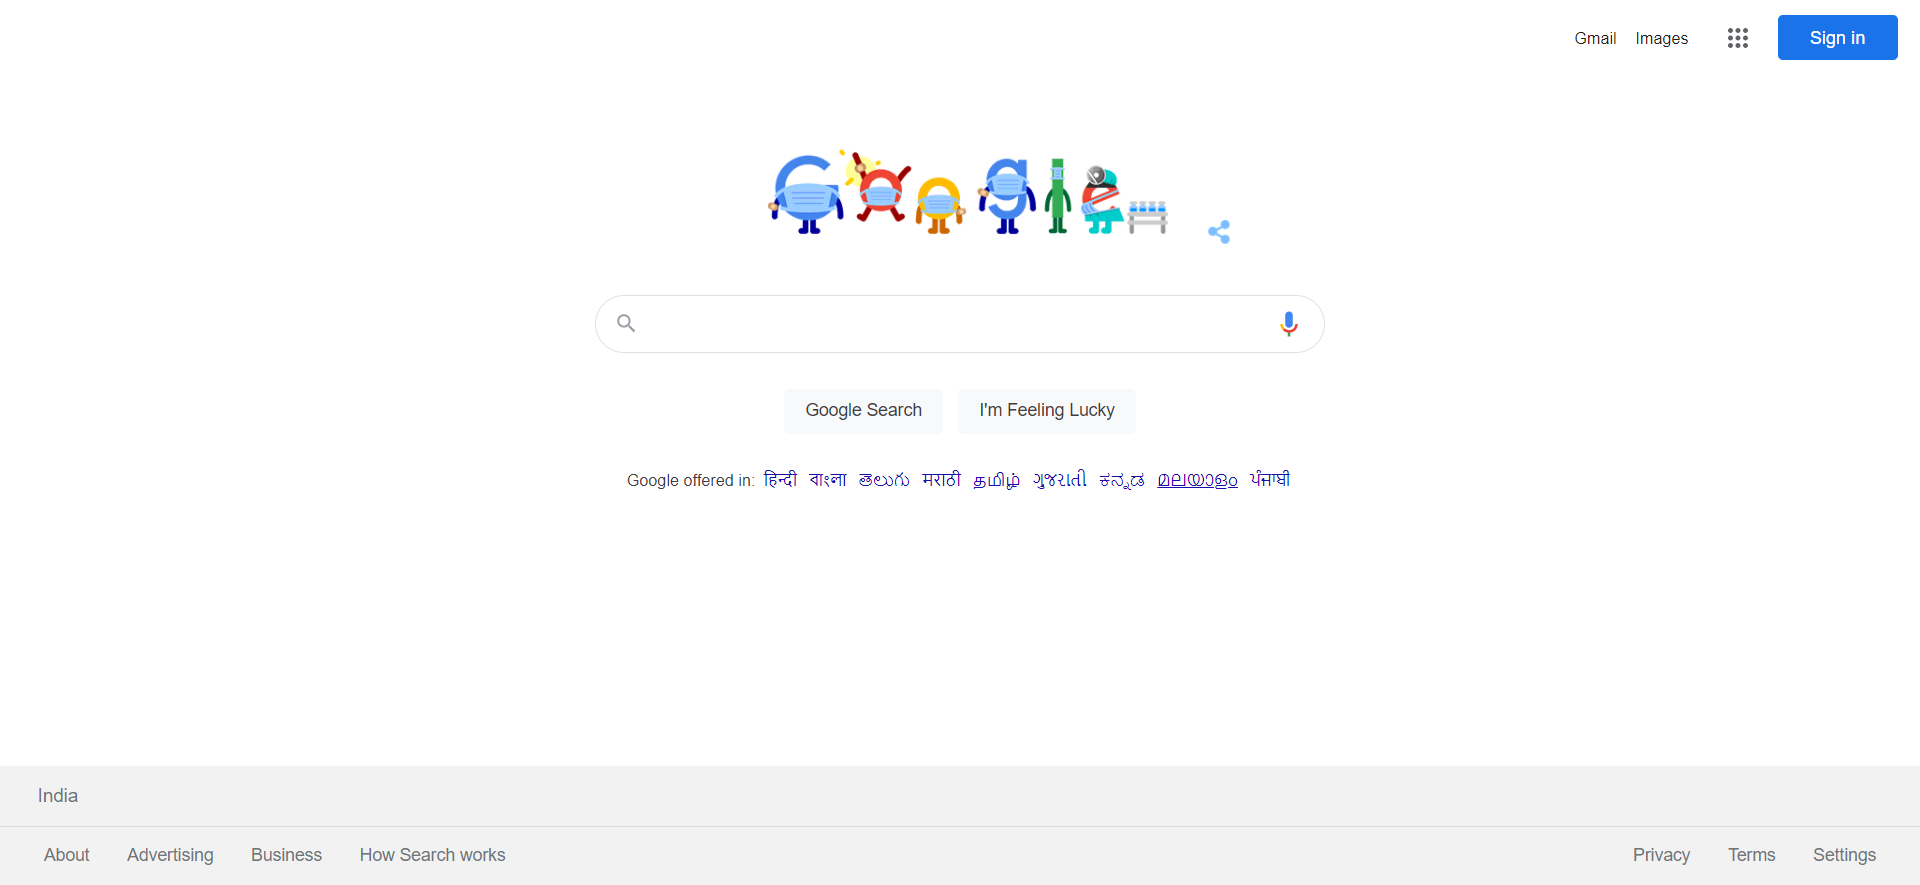 Gmail Images Sign in
Google
Google Search I'm Feeling Lucky
Google offered in: हिन्दी বাংলা తెలుగు मराठी தமிழ் ગુજરાતી ಕನ್ನಡ മലയാളം ਪੰਜਾਬੀ
India
About Advertising Business How Search works Privacy Terms Settings